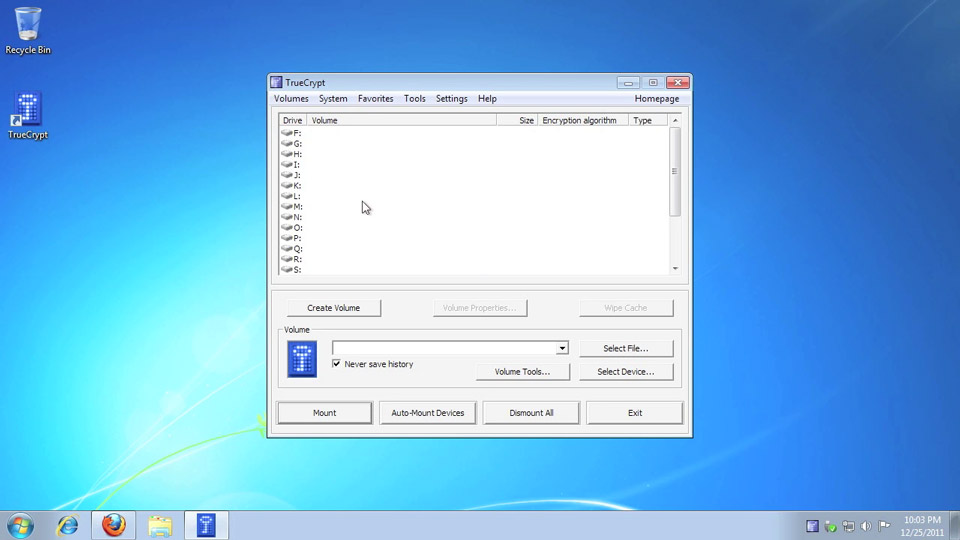 Recycle Bin
TrueCrypt
TrueCrypt
Volumes System Favorites Tools Settings Help Homepage
Drive Volume Size Encryption algorithm Type
F:
G:
H:
I:
J:
K:
L:
M:
N:
O:
P:
Q:
R:
S:
Create Volume Volume Properties... Wipe Cache
Volume
Select File...
Never save history
Volume Tools... Select Device...
Mount Auto-Mount Devices Dismount All Exit
10:03 PM
12/25/2011